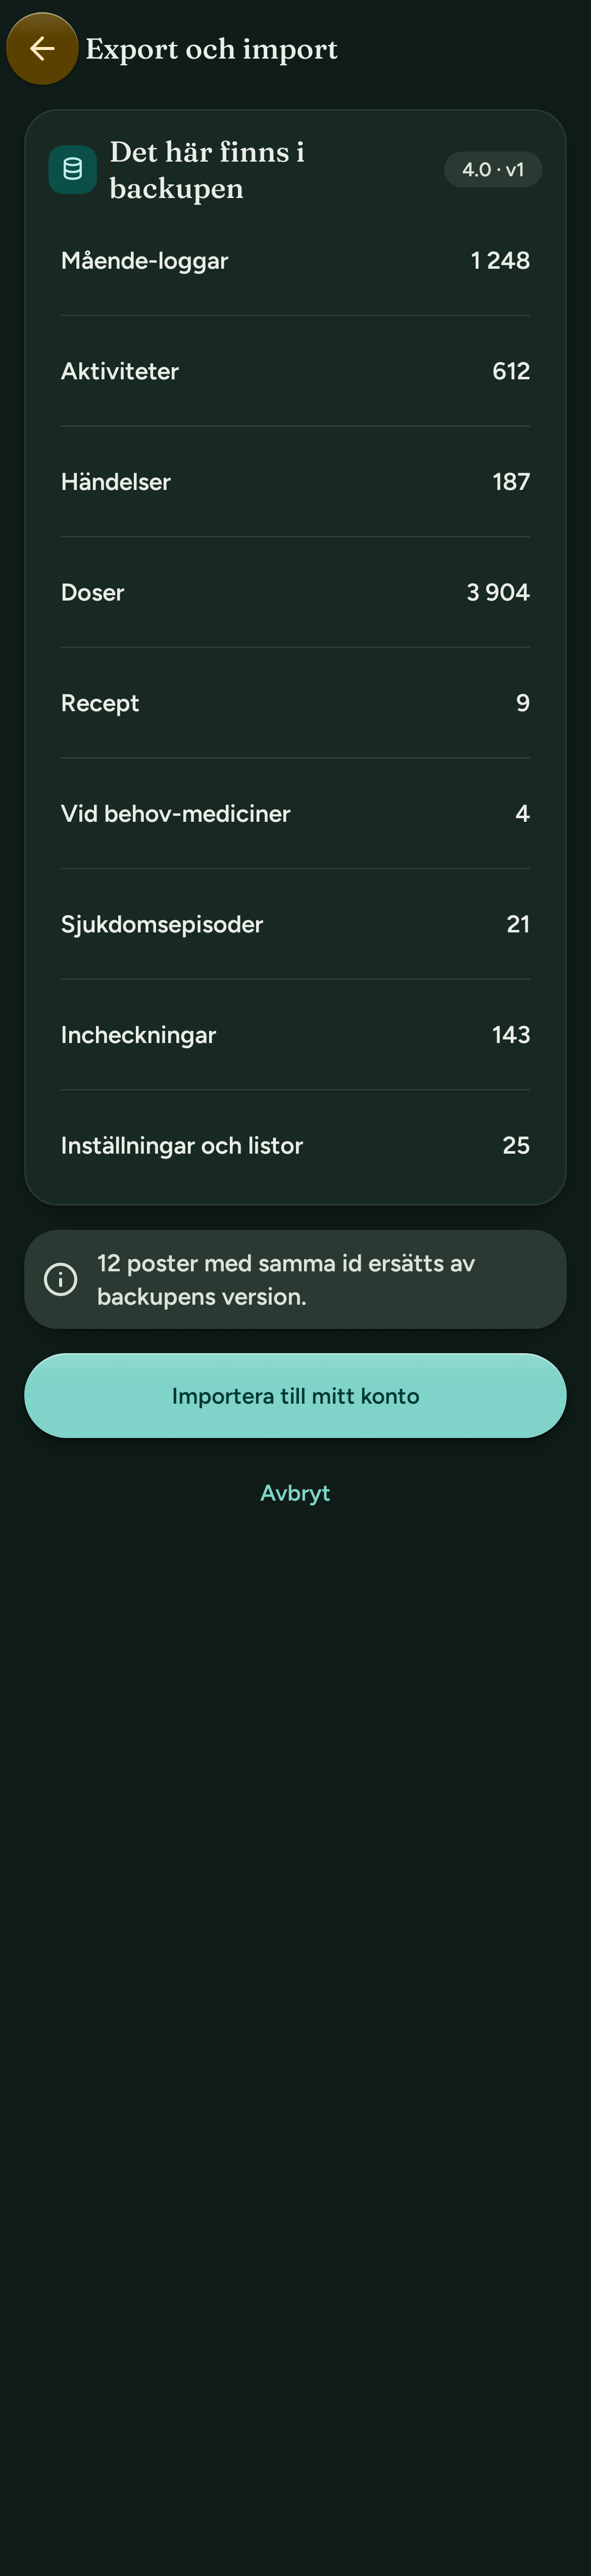 Export och import
Det här finns i
backupen
4.0 · v1
Mående-loggar 1 248
Aktiviteter 612
Händelser 187
Doser 3 904
Recept 9
Vid behov-mediciner 4
Sjukdomsepisoder 21
Incheckningar 143
Inställningar och listor 25
12 poster med samma id ersätts av
backupens version.
Importera till mitt konto
Avbryt